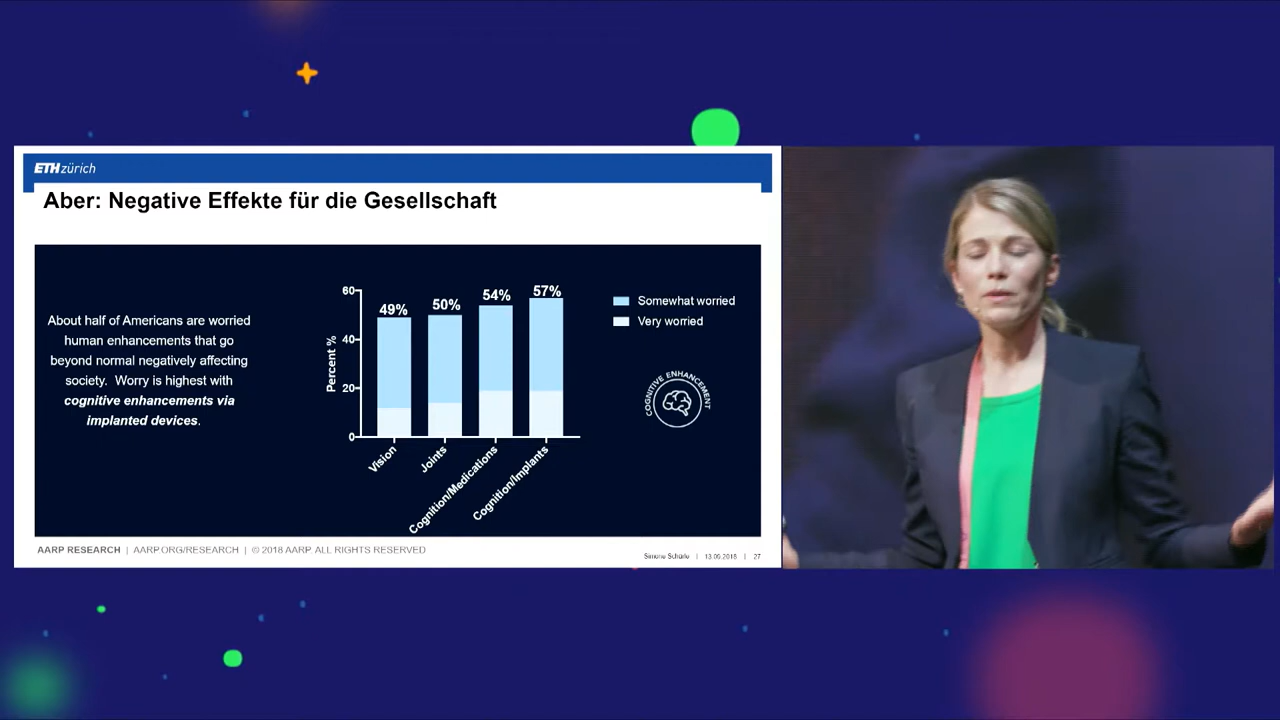 ETH zürich
Aber: Negative Effekte für die Gesellschaft
About half of Americans are worried
human enhancements that go
beyond normal negatively affecting
society. Worry is highest with
cognitive enhancements via
implanted devices.
Percent %
60
40
20
0
49%
50%
54%
57%
Vision
Joints
Cognition/Medications
Cognition/Implants
Somewhat worried
Very worried
COGNITIVE ENHANCEMENT
AARP RESEARCH | AARP.ORG/RESEARCH | © 2018 AARP. ALL RIGHTS RESERVED
Simone Schürle | 13.09.2018 | 27